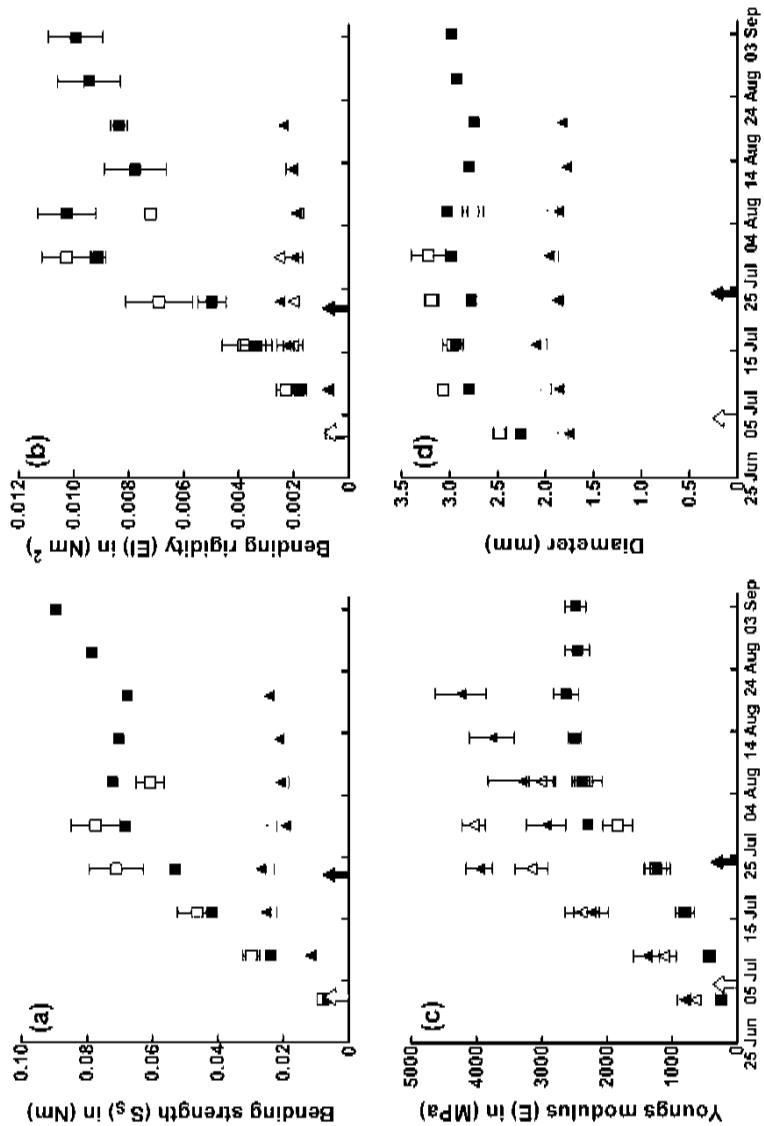 (a)
Bending strength (S_s) in (Nm)
0.10
0.08
0.06
0.04
0.02
0
(b)
Bending rigidity (EI) in (Nm²)
0.012
0.010
0.008
0.006
0.004
0.002
0
(c)
Youngs modulus (E) in (MPa)
5000
4000
3000
2000
1000
0
25 Jun
05 Jul
15 Jul
25 Jul
04 Aug
14 Aug
24 Aug
03 Sep
(d)
Diameter (mm)
3.5
3.0
2.5
2.0
1.5
1.0
0.5
0
25 Jun
05 Jul
15 Jul
25 Jul
04 Aug
14 Aug
24 Aug
03 Sep